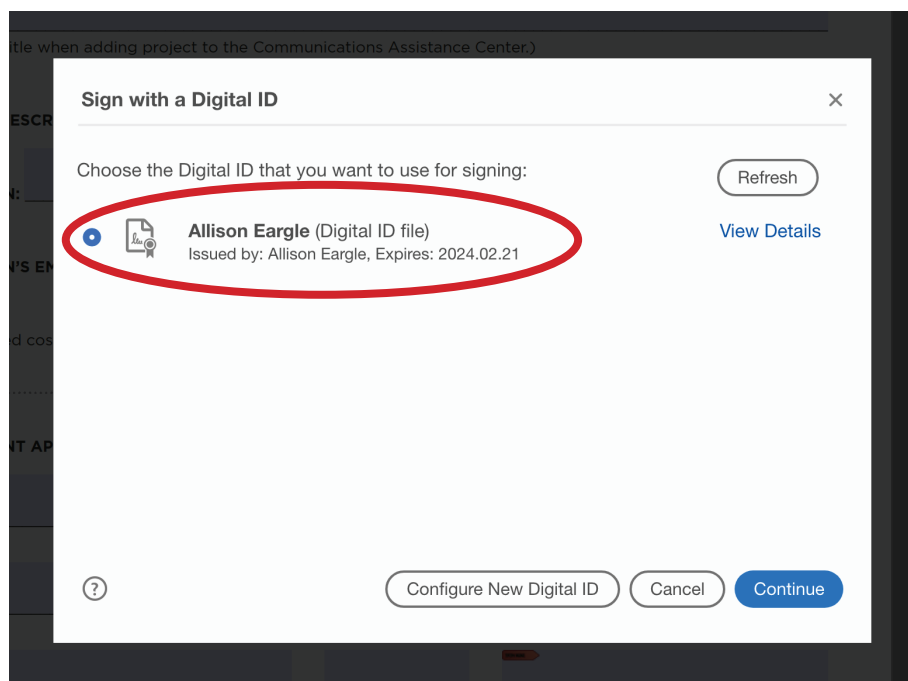 itle when adding project to the Communications Assistance Center.)
Sign with a Digital ID
ESCR
Choose the Digital ID that you want to use for signing:
Refresh
N:
Allison Eargle (Digital ID file)
View Details
Issued by: Allison Eargle, Expires: 2024.02.21
N'S EM
ed cos
NT AP
?
Configure New Digital ID
Cancel
Continue